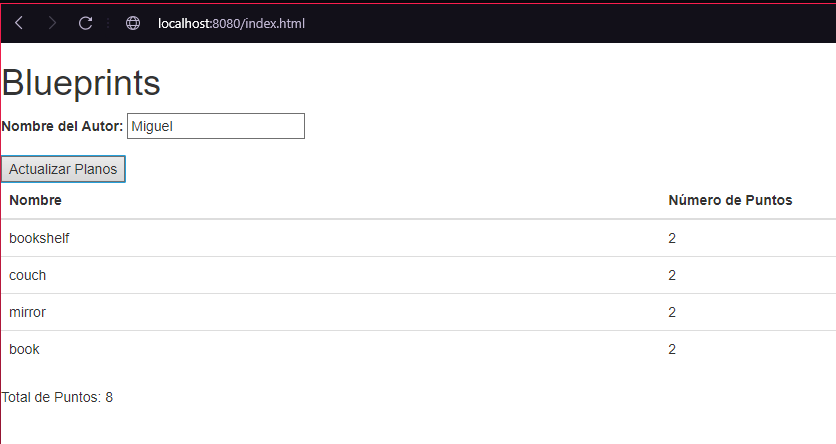 localhost:8080/index.html
Blueprints
Nombre del Autor: Miguel
Actualizar Planos
Nombre Número de Puntos
bookshelf 2
couch 2
mirror 2
book 2
Total de Puntos: 8